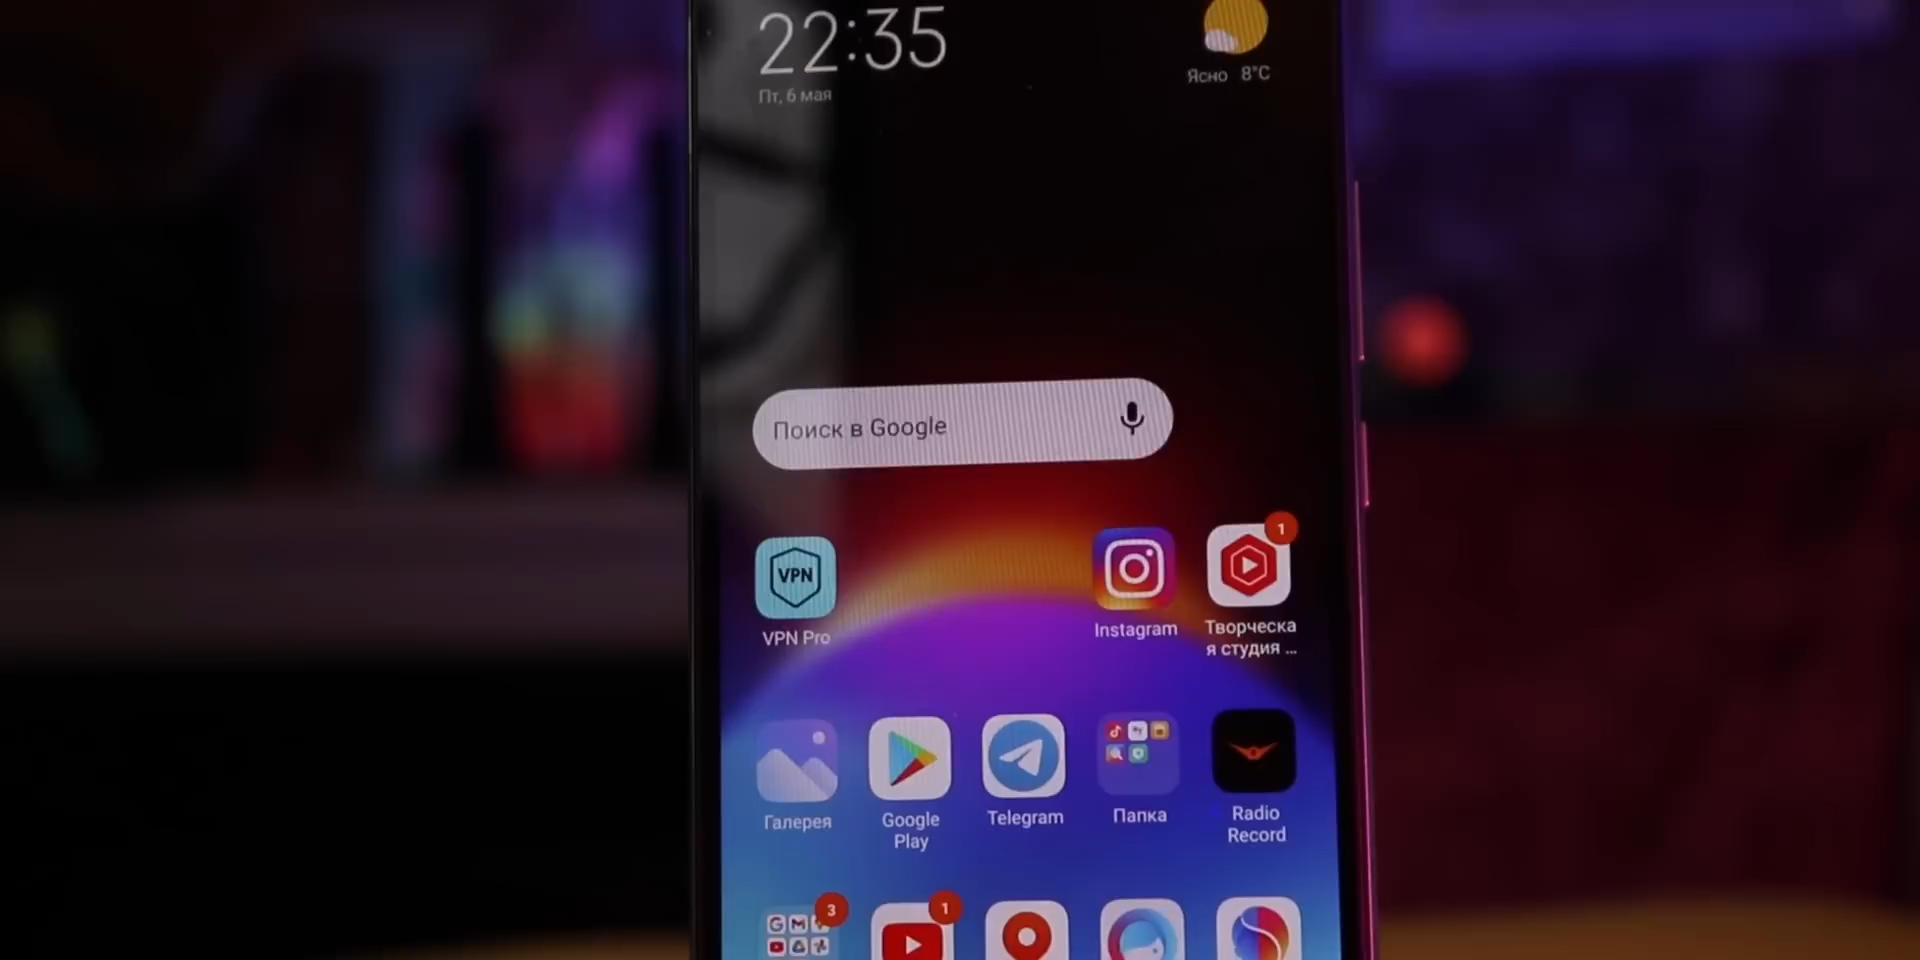 22:35
Пт, 6 мая
Ясно 8°C
Поиск в Google
1
VPN
VPN Pro
Instagram
Творческа
я студия ...
Галерея
Google
Play
Telegram
Папка
Radio
Record
3
1